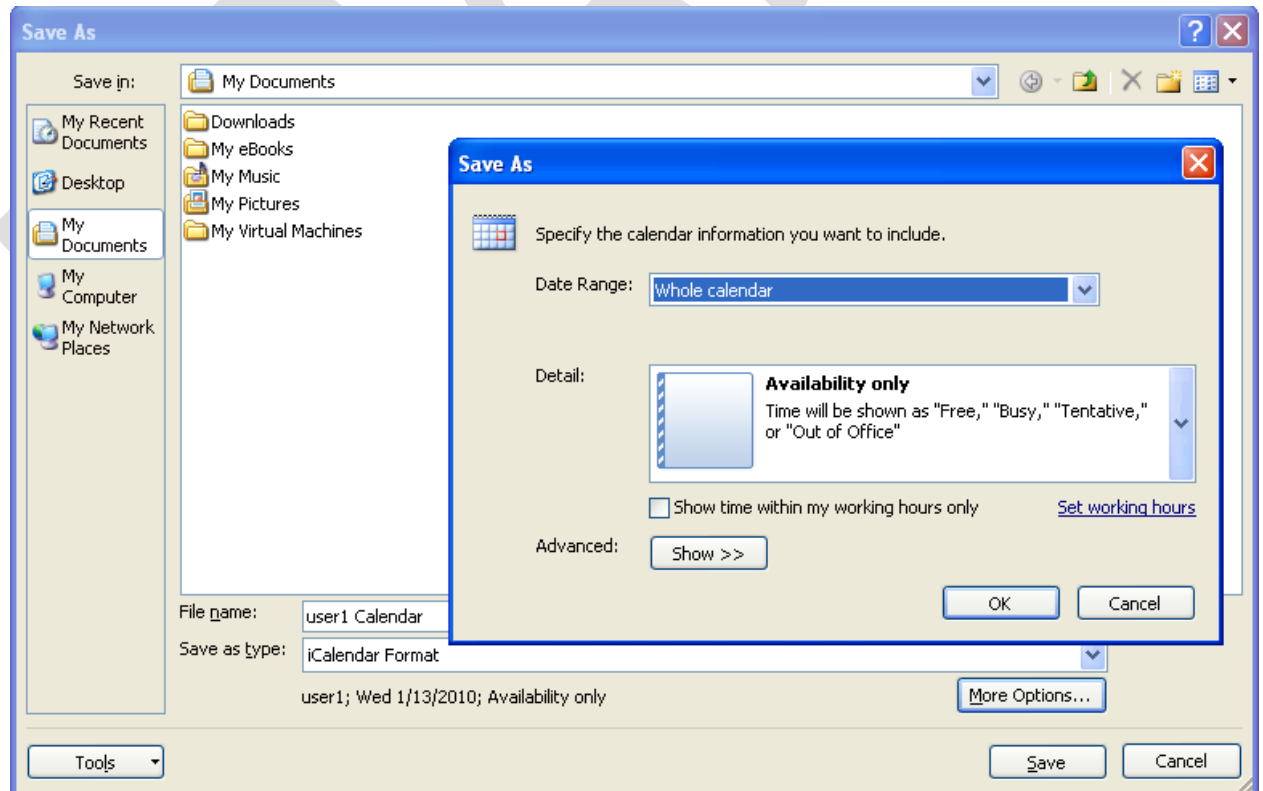 Save As
Save in:
My Documents
My Recent
Documents
Desktop
My
Documents
My
Computer
My Network
Places
Downloads
My eBooks
My Music
My Pictures
My Virtual Machines
Save As
Specify the calendar information you want to include.
Date Range:
Whole calendar
Detail:
Availability only
Time will be shown as "Free," "Busy," "Tentative,"
or "Out of Office"
Show time within my working hours only
Set working hours
Advanced:
Show >>
OK
Cancel
File name:
user1 Calendar
Save as type:
iCalendar Format
user1; Wed 1/13/2010; Availability only
More Options...
Tools
Save
Cancel